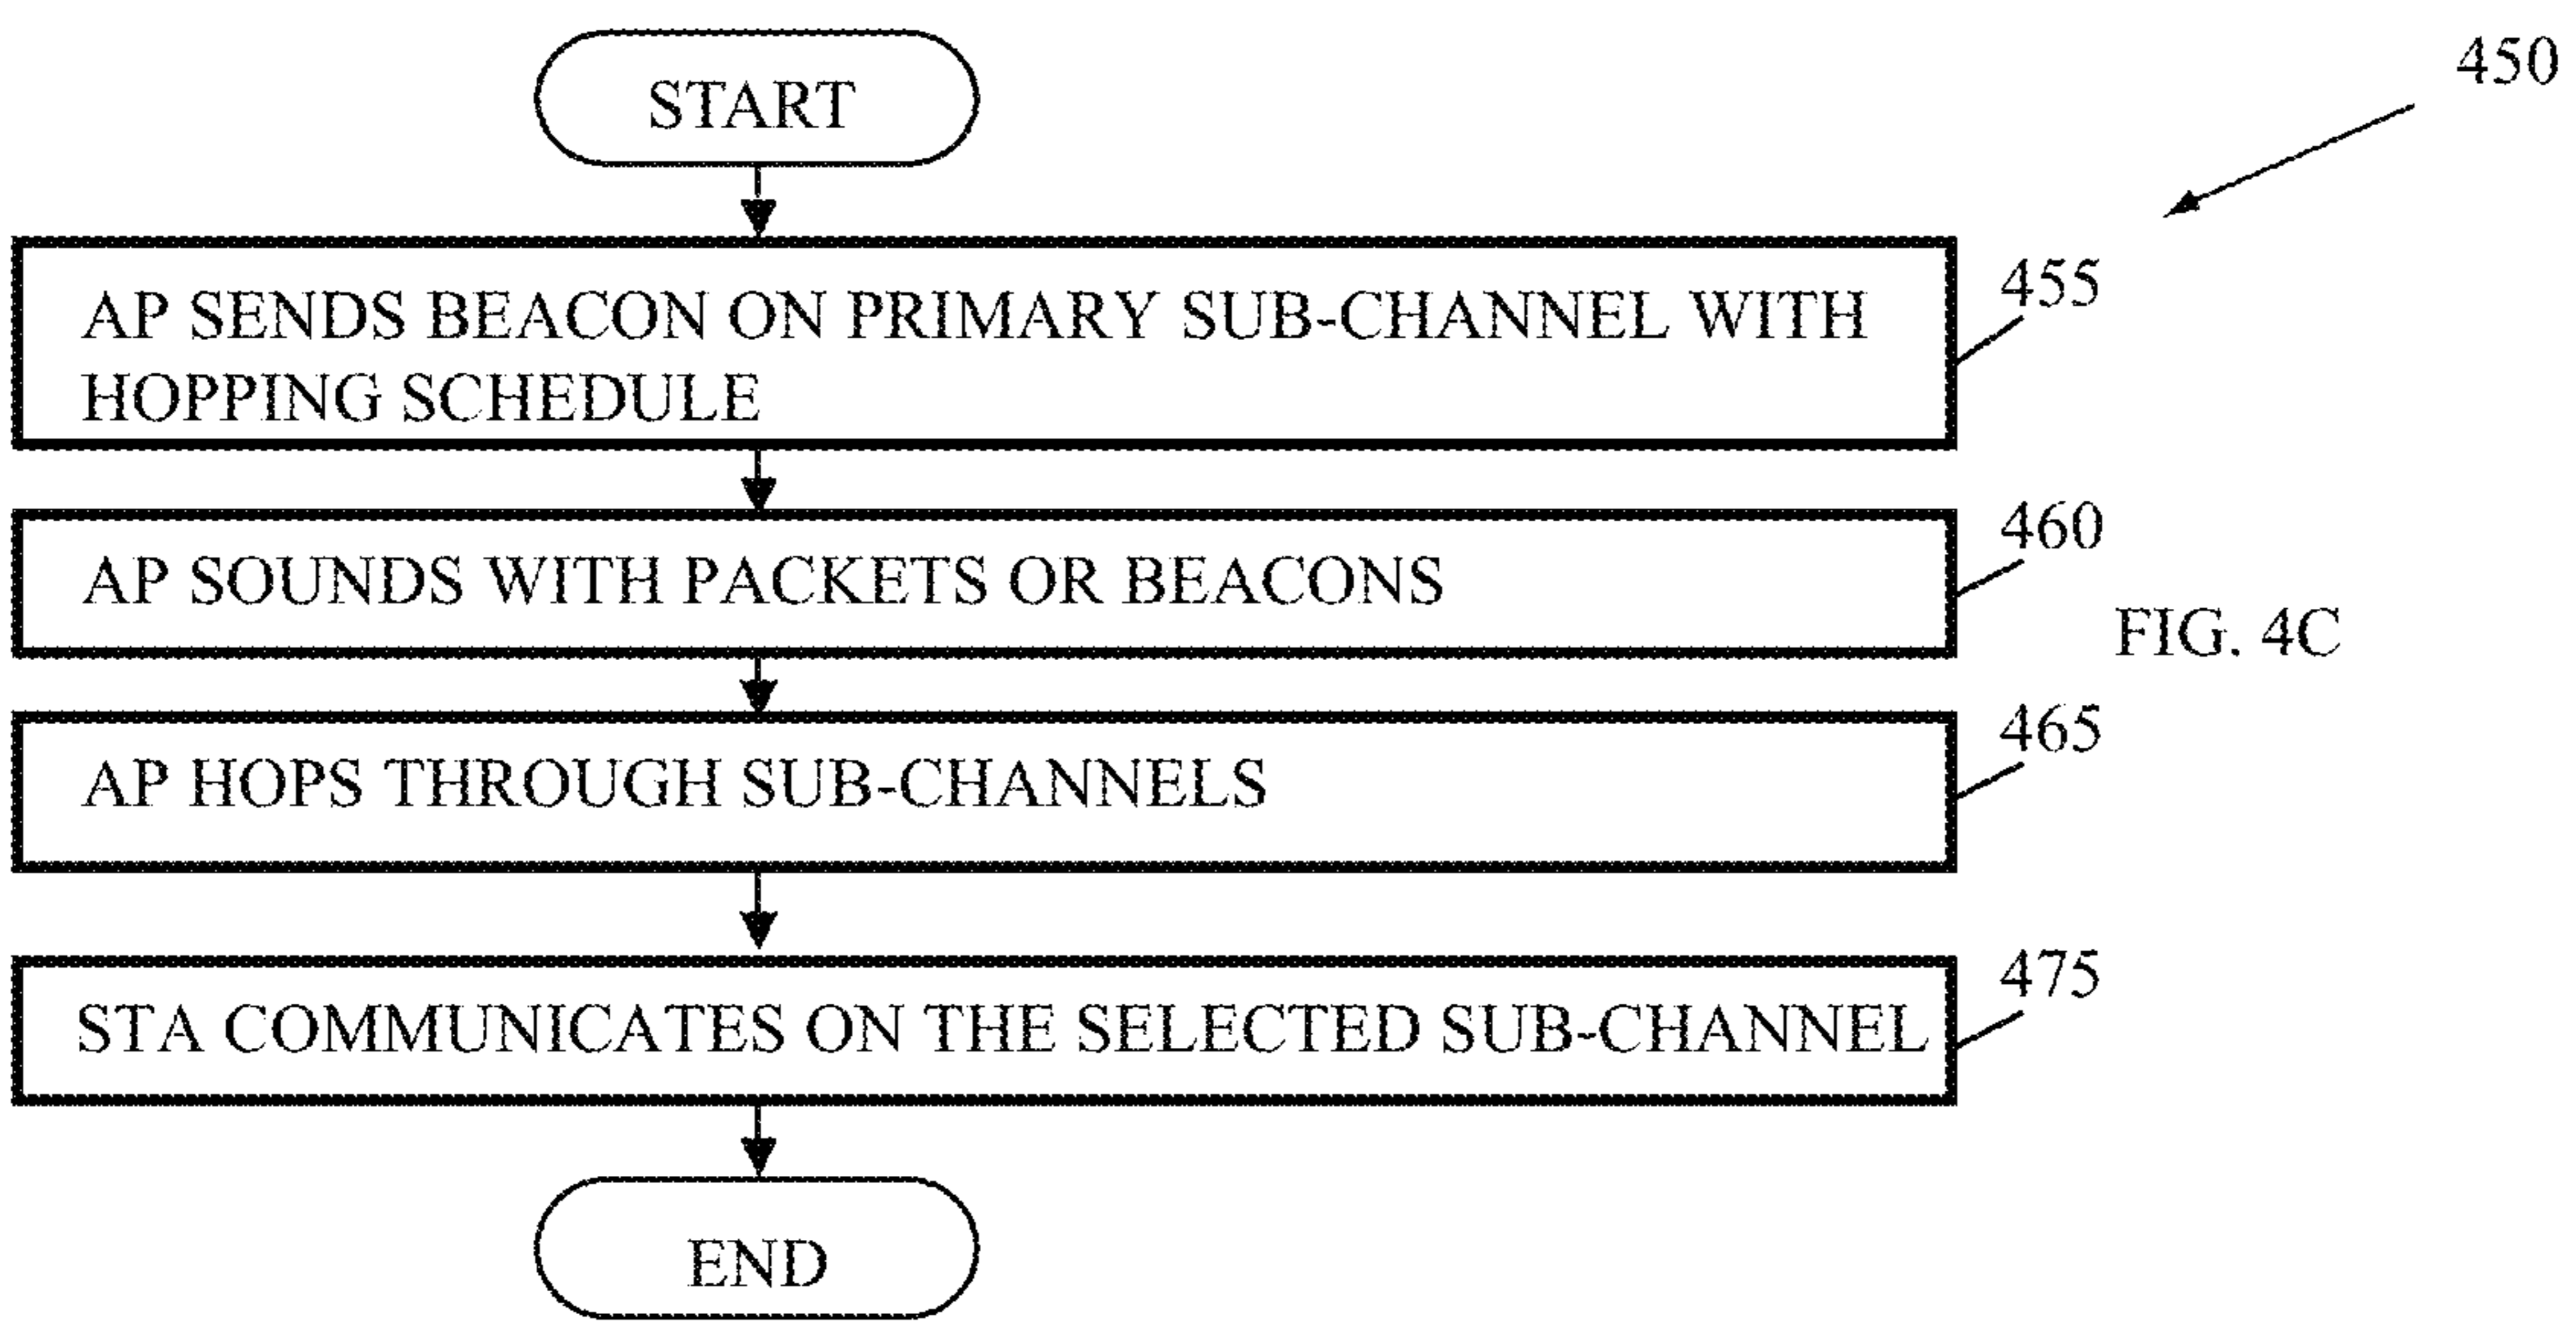 START
450
AP SENDS BEACON ON PRIMARY SUB-CHANNEL WITH
HOPPING SCHEDULE
455
AP SOUNDS WITH PACKETS OR BEACONS
460
FIG. 4C
AP HOPS THROUGH SUB-CHANNELS
465
STA COMMUNICATES ON THE SELECTED SUB-CHANNEL
475
END